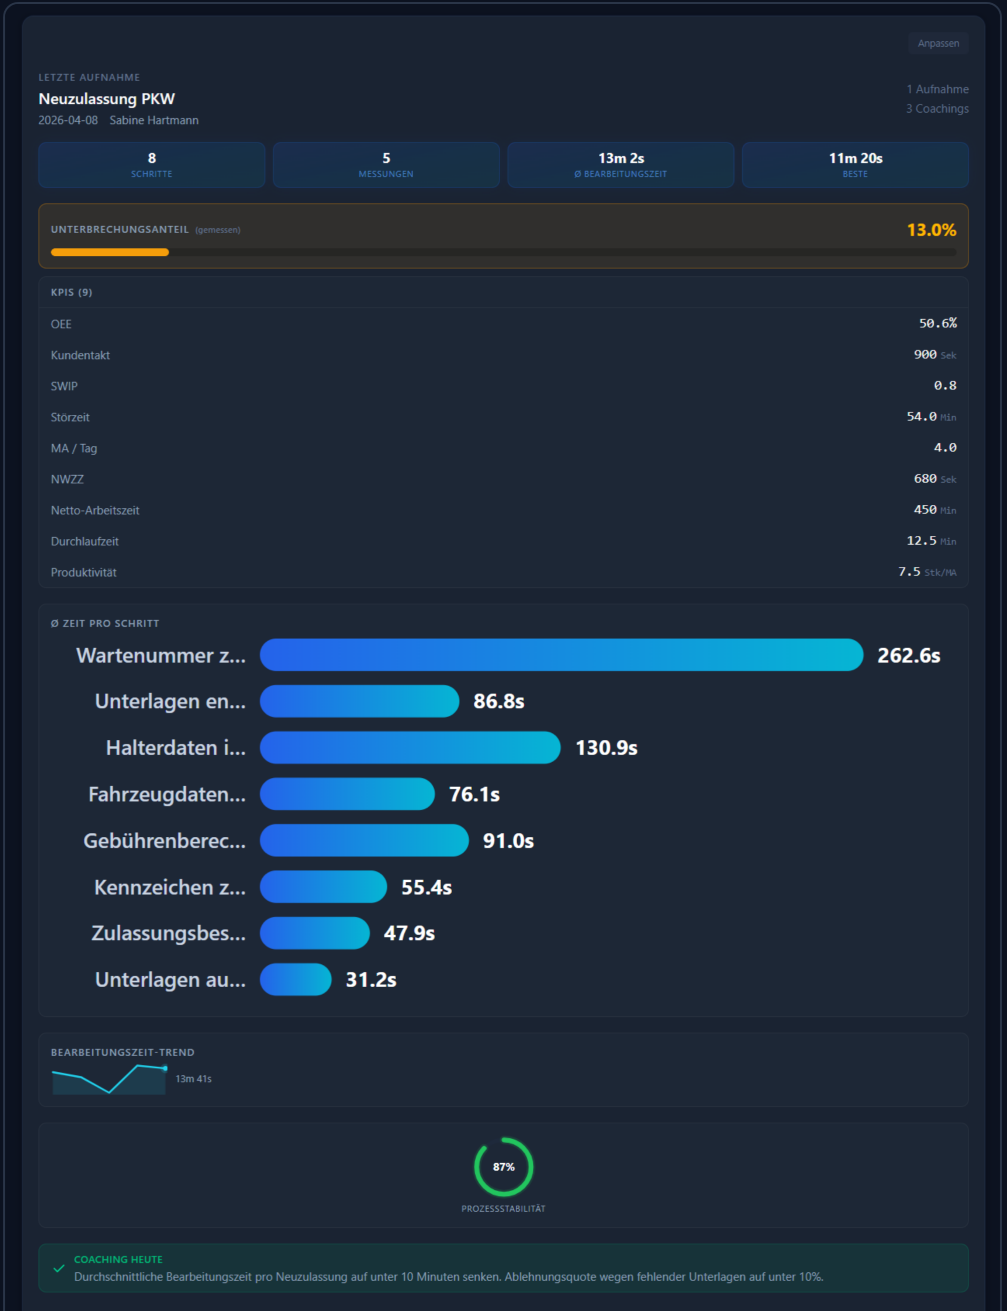 Anpassen
LETZTE AUFNAHME
Neuzulassung PKW
2026-04-08 Sabine Hartmann
1 Aufnahme
3 Coachings
8
SCHRITTE
5
MESSUNGEN
13m 2s
Ø BEARBEITUNGSZEIT
11m 20s
BESTE
UNTERBRECHUNGSANTEIL (gemessen) 13.0%
KPIS (9)
OEE 50.6%
Kundentakt 900 Sek
SWIP 0.8
Störzeit 54.0 Min
MA / Tag 4.0
NWZZ 680 Sek
Netto-Arbeitszeit 450 Min
Durchlaufzeit 12.5 Min
Produktivität 7.5 Stk/MA
Ø ZEIT PRO SCHRITT
Wartenummer z... 262.6s
Unterlagen en... 86.8s
Halterdaten i... 130.9s
Fahrzeugdaten... 76.1s
Gebührenberec... 91.0s
Kennzeichen z... 55.4s
Zulassungsbes... 47.9s
Unterlagen au... 31.2s
BEARBEITUNGSZEIT-TREND
13m 41s
87%
PROZESSSTABILITÄT
COACHING HEUTE
Durchschnittliche Bearbeitungszeit pro Neuzulassung auf unter 10 Minuten senken. Ablehnungsquote wegen fehlender Unterlagen auf unter 10%.